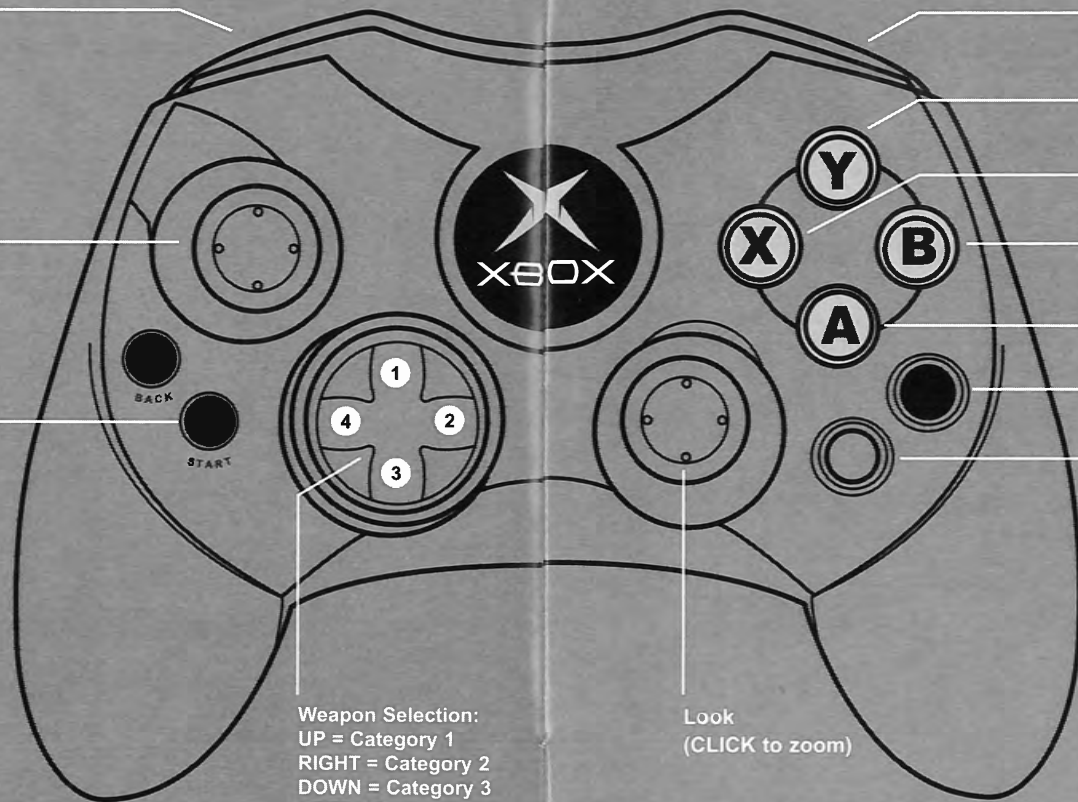 Y
X
B
XBOX
A
1
BACK
4
2
START
3
Weapon Selection:
UP = Category 1
RIGHT = Category 2
DOWN = Category 3
Look
(CLICK to zoom)